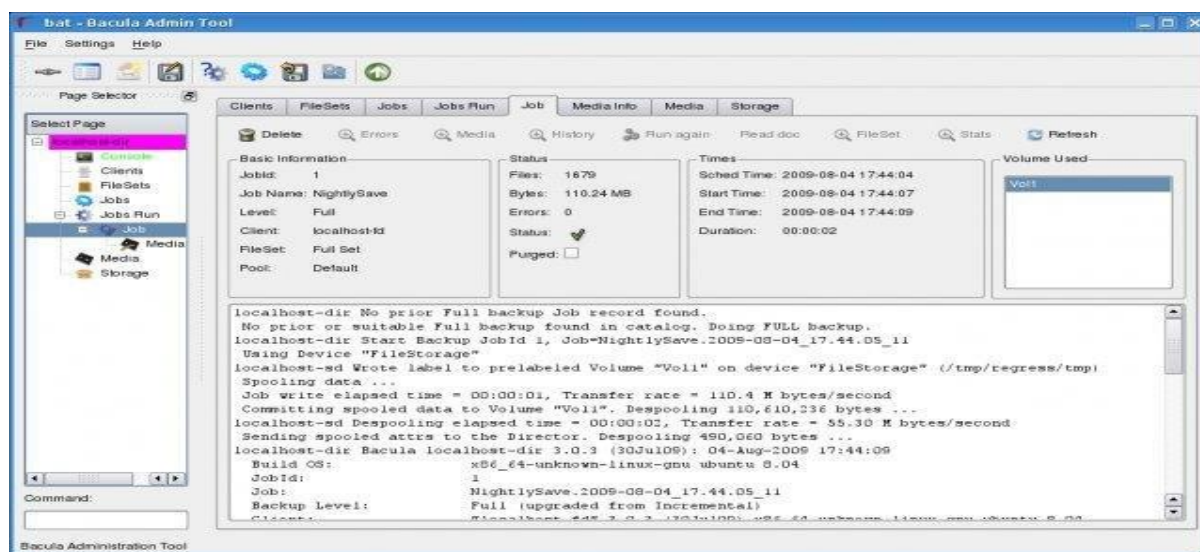 bat - Bacula Admin Tool
File Settings Help
Page Selector
Select Page
localhost-dir
Console
Clients
FileSets
Jobs
Jobs Run
Job
Media
Media
Storage
Command:
Bacula Administration Tool
Clients FileSets Jobs Jobs Run Job Media Info Media Storage
Delete Errors Media History Run again Read doc FileSet Stats Refresh
Basic Information
JobId: 1
Job Name: NightlySave
Level: Full
Client: localhost-fd
FileSet: Full Set
Pool: Default
Status
Files: 1679
Bytes: 110.24 MB
Errors: 0
Status:
Purged:
Times
Sched Time: 2009-08-04 17:44:04
Start Time: 2009-08-04 17:44:07
End Time: 2009-08-04 17:44:09
Duration: 00:00:02
Volume Used
Vol1
localhost-dir No prior Full backup Job record found.
No prior or suitable Full backup found in catalog. Doing FULL backup.
localhost-dir Start Backup JobId 1, Job=NightlySave.2009-08-04_17.44.05_11
Using Device "FileStorage"
localhost-sd Wrote label to prelabeled Volume "Vol1" on device "FileStorage" (/tmp/regress/tmp)
Spooling data ...
Job write elapsed time = 00:00:01, Transfer rate = 110.4 M bytes/second
Committing spooled data to Volume "Vol1". Despooling 110,610,236 bytes ...
localhost-sd Despooling elapsed time = 00:00:02, Transfer rate = 55.30 M bytes/second
Sending spooled attrs to the Director. Despooling 490,060 bytes ...
localhost-dir Bacula localhost-dir 3.0.3 (30Jul09): 04-Aug-2009 17:44:09
Build OS: x86_64-unknown-linux-gnu ubuntu 8.04
JobId: 1
Job: NightlySave.2009-08-04_17.44.05_11
Backup Level: Full (upgraded from Incremental)